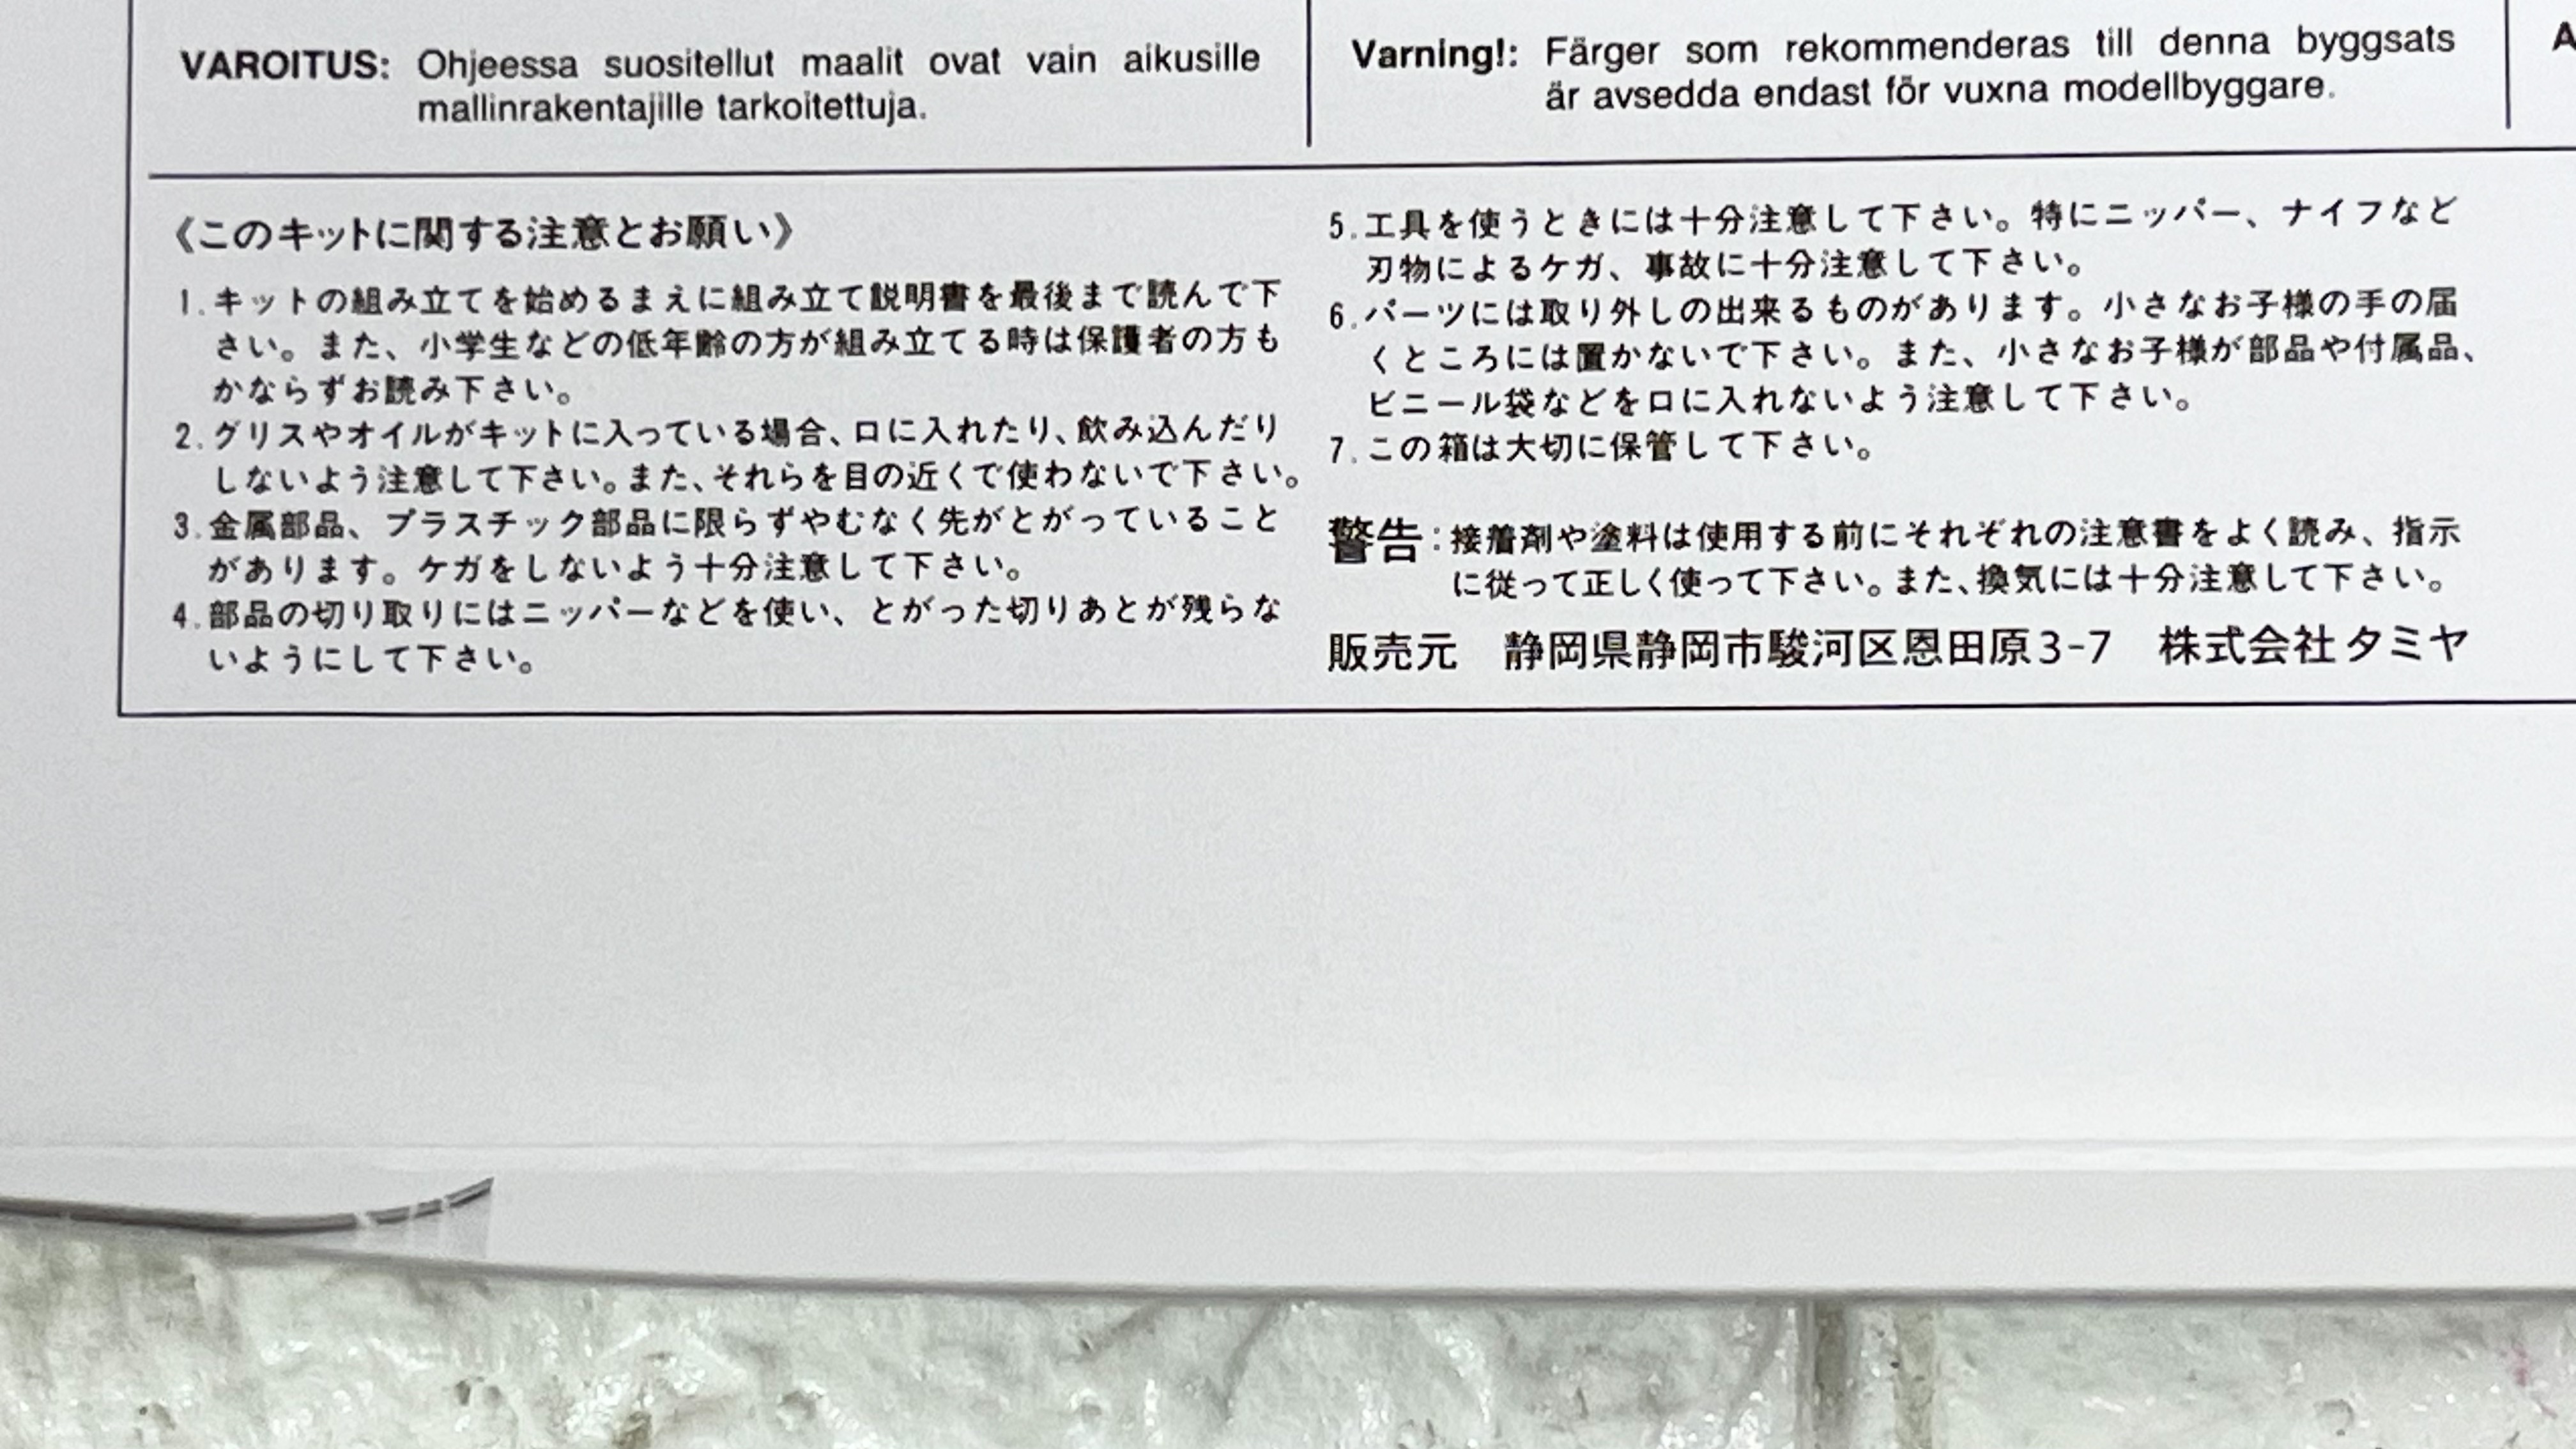 VAROITUS: Ohjeessa suositellut maalit ovat vain aikusille
mallinrakentajille tarkoitettuja.
Varning!: Färger som rekommenderas till denna byggsats
är avsedda endast för vuxna modellbyggare.
A
《このキットに関する注意とお願い》
1.キットの組み立てを始めるまえに組み立て説明書を最後まで読んで下
さい。また、小学生などの低年齢の方が組み立てる時は保護者の方も
かならずお読み下さい。
2.グリスやオイルがキットに入っている場合、口に入れたり、飲み込んだり
しないよう注意して下さい。また、それらを目の近くで使わないで下さい。
3.金属部品、プラスチック部品に限らずやむなく先がとがっていること
があります。ケガをしないよう十分注意して下さい。
4.部品の切り取りにはニッパーなどを使い、とがった切りあとが残らな
いようにして下さい。
5.工具を使うときには十分注意して下さい。特にニッパー、ナイフなど
刃物によるケガ、事故に十分注意して下さい。
6.パーツには取り外しの出来るものがあります。小さなお子様の手の届
くところには置かないで下さい。また、小さなお子様が部品や付属品、
ビニール袋などを口に入れないよう注意して下さい。
7.この箱は大切に保管して下さい。
警告:接着剤や塗料は使用する前にそれぞれの注意書をよく読み、指示
に従って正しく使って下さい。また、換気には十分注意して下さい。
販売元 静岡県静岡市駿河区恩田原3-7 株式会社タミヤ